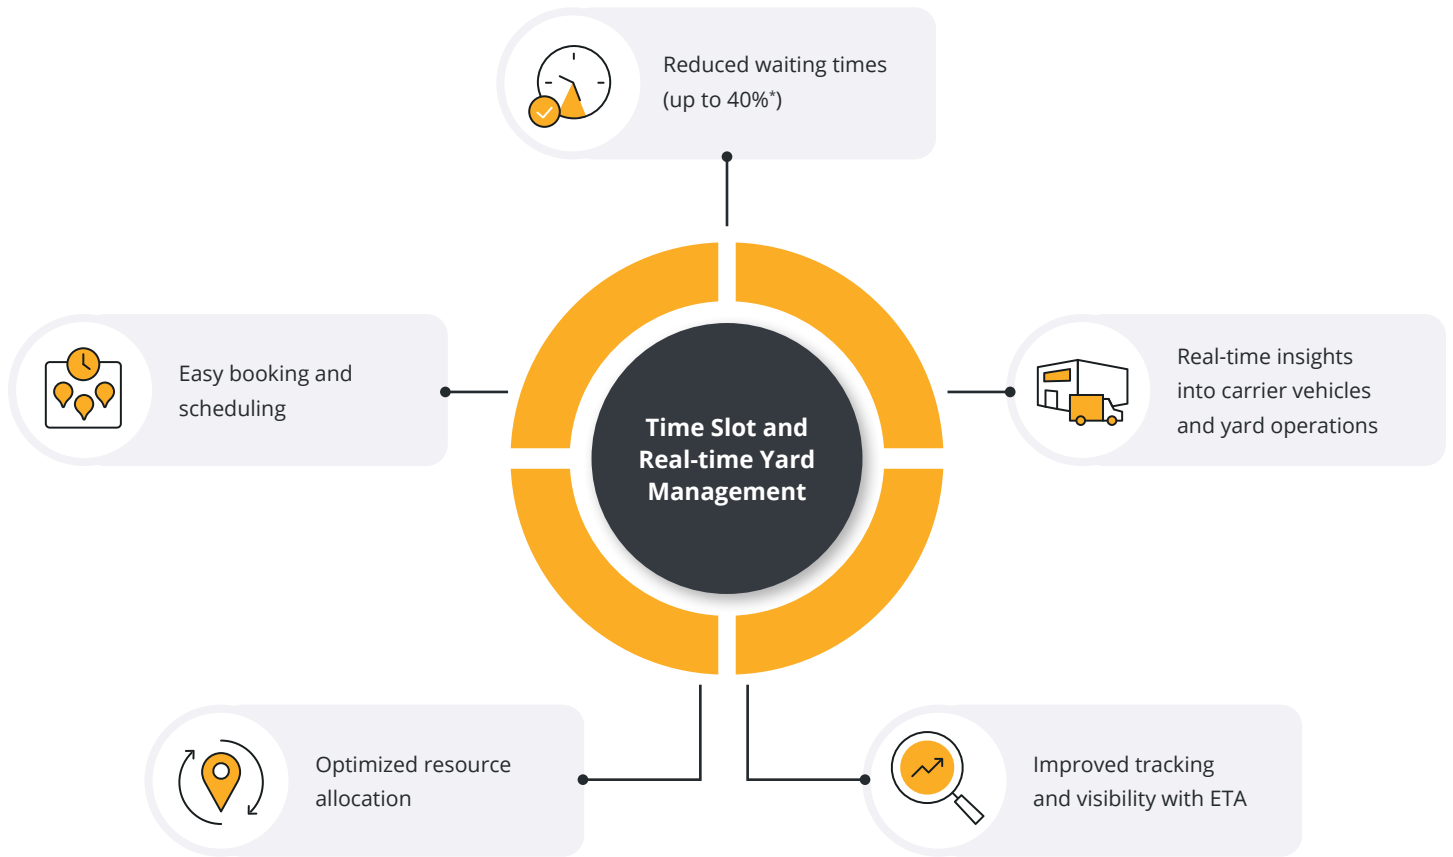 Reduced waiting times
(up to 40%*)
Easy booking and
scheduling
Real-time insights
into carrier vehicles
and yard operations
Time Slot and
Real-time Yard
Management
Optimized resource
allocation
Improved tracking
and visibility with ETA